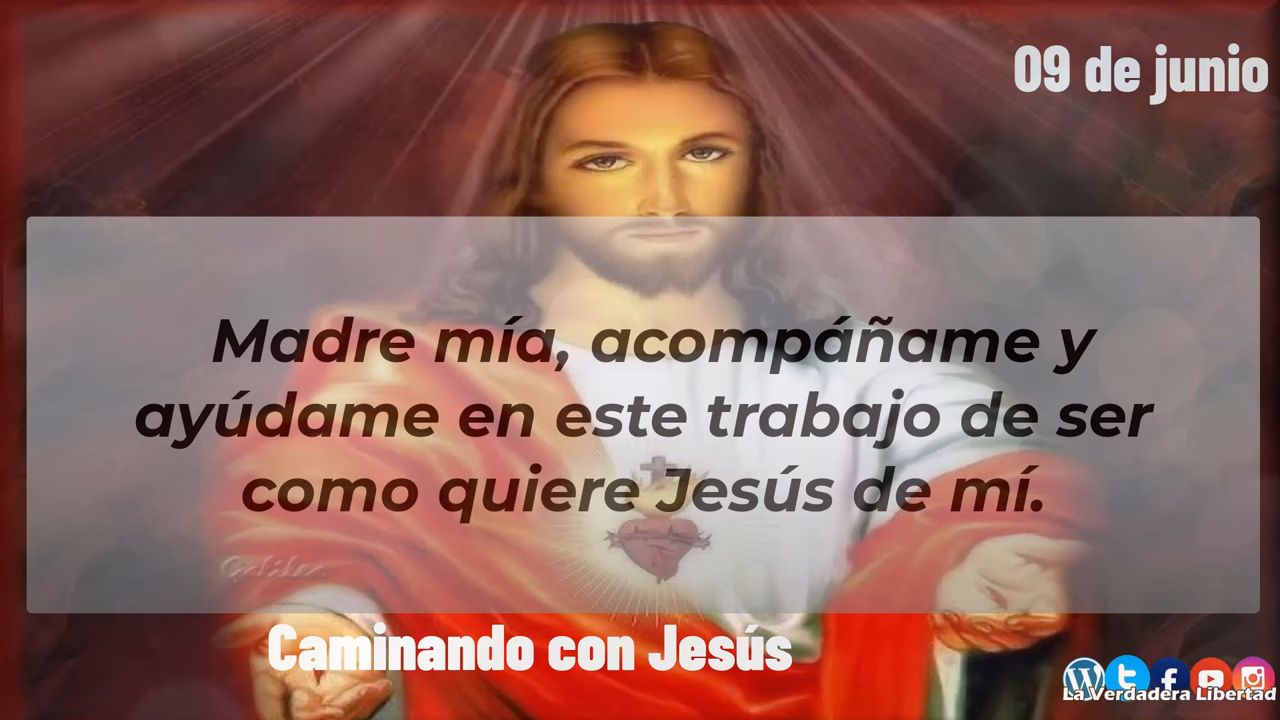 09 de junio
Madre mía, acompáñame y
ayúdame en este trabajo de ser
como quiere Jesús de mí.
Caminando con Jesús
La Verdadera Libertad